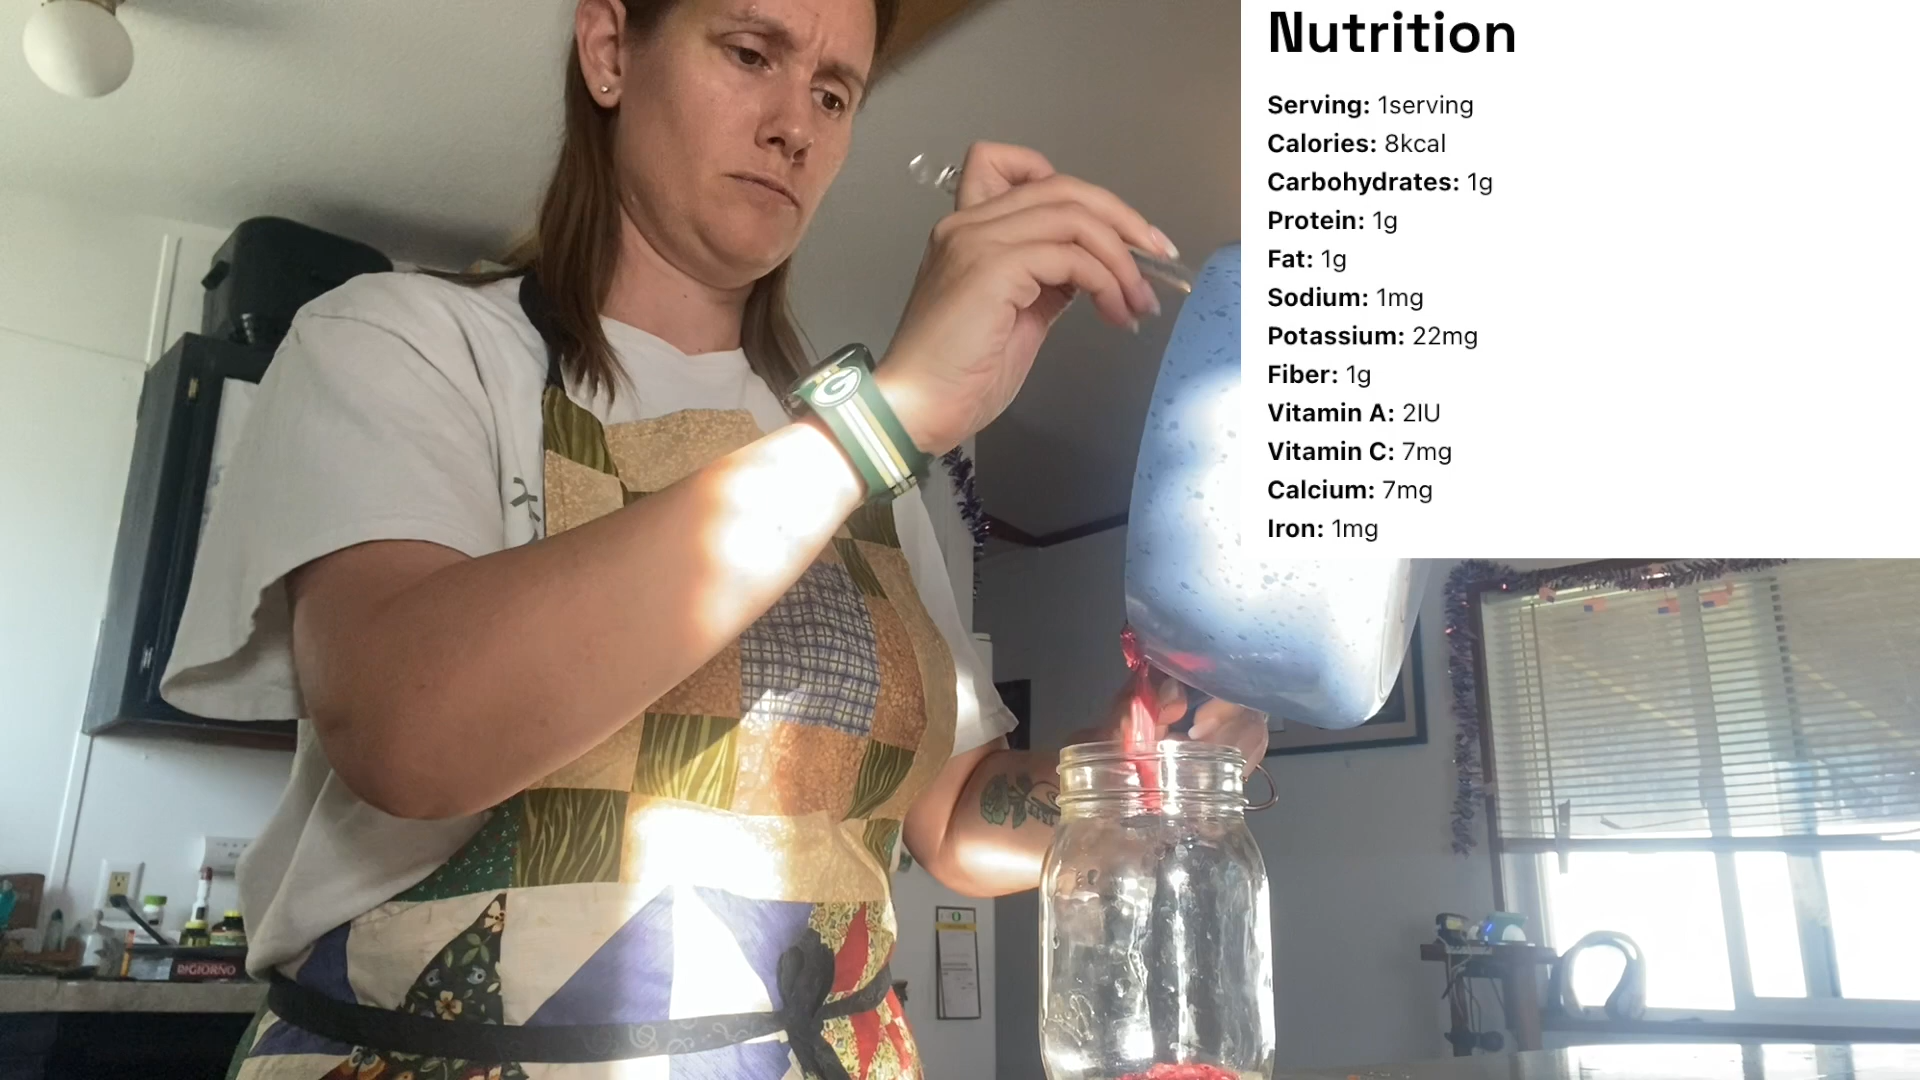 Nutrition
Serving: 1serving
Calories: 8kcal
Carbohydrates: 1g
Protein: 1g
Fat: 1g
Sodium: 1mg
Potassium: 22mg
Fiber: 1g
Vitamin A: 2IU
Vitamin C: 7mg
Calcium: 7mg
Iron: 1mg
G
DIGIORNO